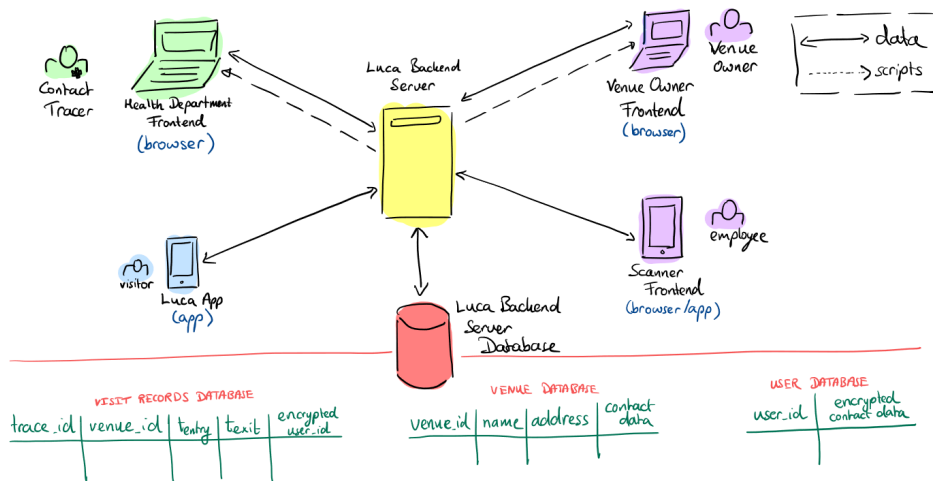 Contact
Tracer
Health Department
Frontend
(browser)
Luca Backend
Server
Venue Owner
Frontend
(browser)
Venue
Owner
data
scripts
visitor
Luca App
(app)
Scanner
Frontend
(browser/app)
employee
Luca Backend
Server
Database
VISIT RECORDS DATABASE
trace_id venue_id tentry texit encrypted user_id
VENUE DATABASE
venue_id name address contact data
USER DATABASE
user_id encrypted contact data